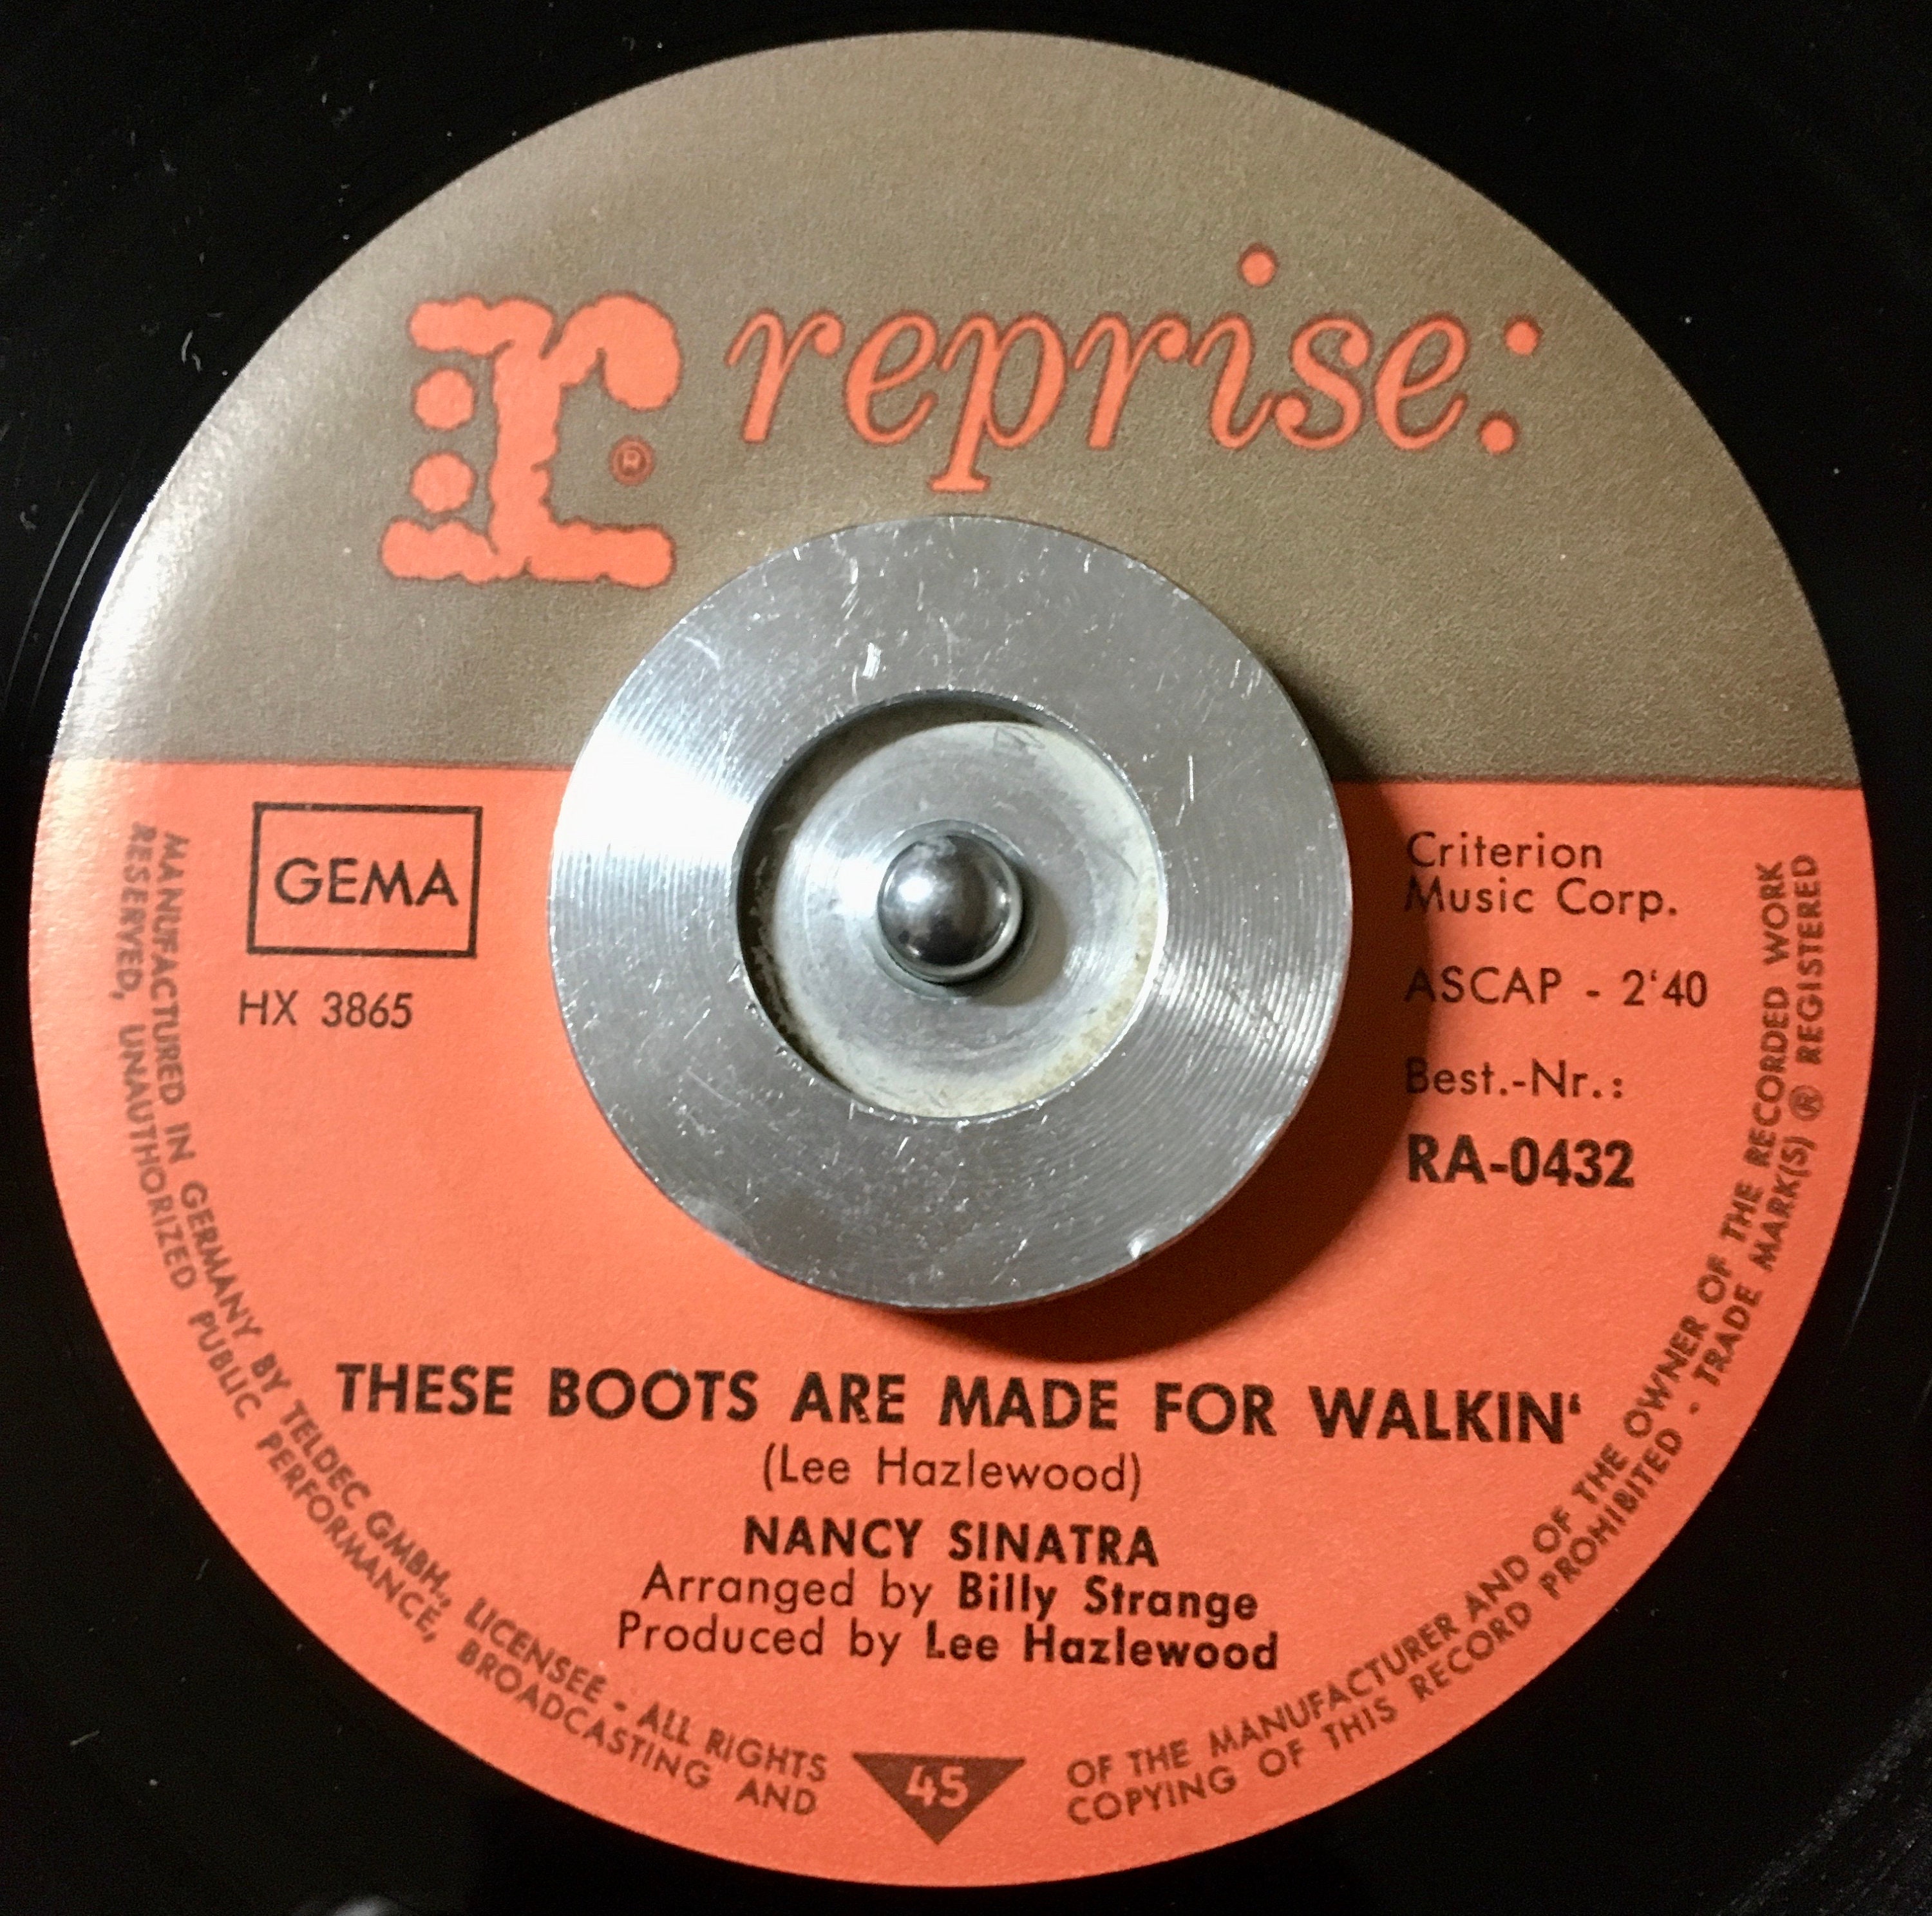 r reprise:
®
GEMA
HX 3865
Criterion
Music Corp.
ASCAP - 2'40
Best.-Nr.:
RA-0432
THESE BOOTS ARE MADE FOR WALKIN‘
(Lee Hazlewood)
NANCY SINATRA
Arranged by Billy Strange
Produced by Lee Hazlewood
45
MANUFACTURED IN GERMANY BY TELDEC GMBH., LICENSEE - ALL RIGHTS OF THE MANUFACTURER AND OF THE OWNER OF THE RECORDED WORK
RESERVED, UNAUTHORIZED PUBLIC PERFORMANCE, BROADCASTING AND COPYING OF THIS RECORD PROHIBITED - TRADE MARK(S) ® REGISTERED